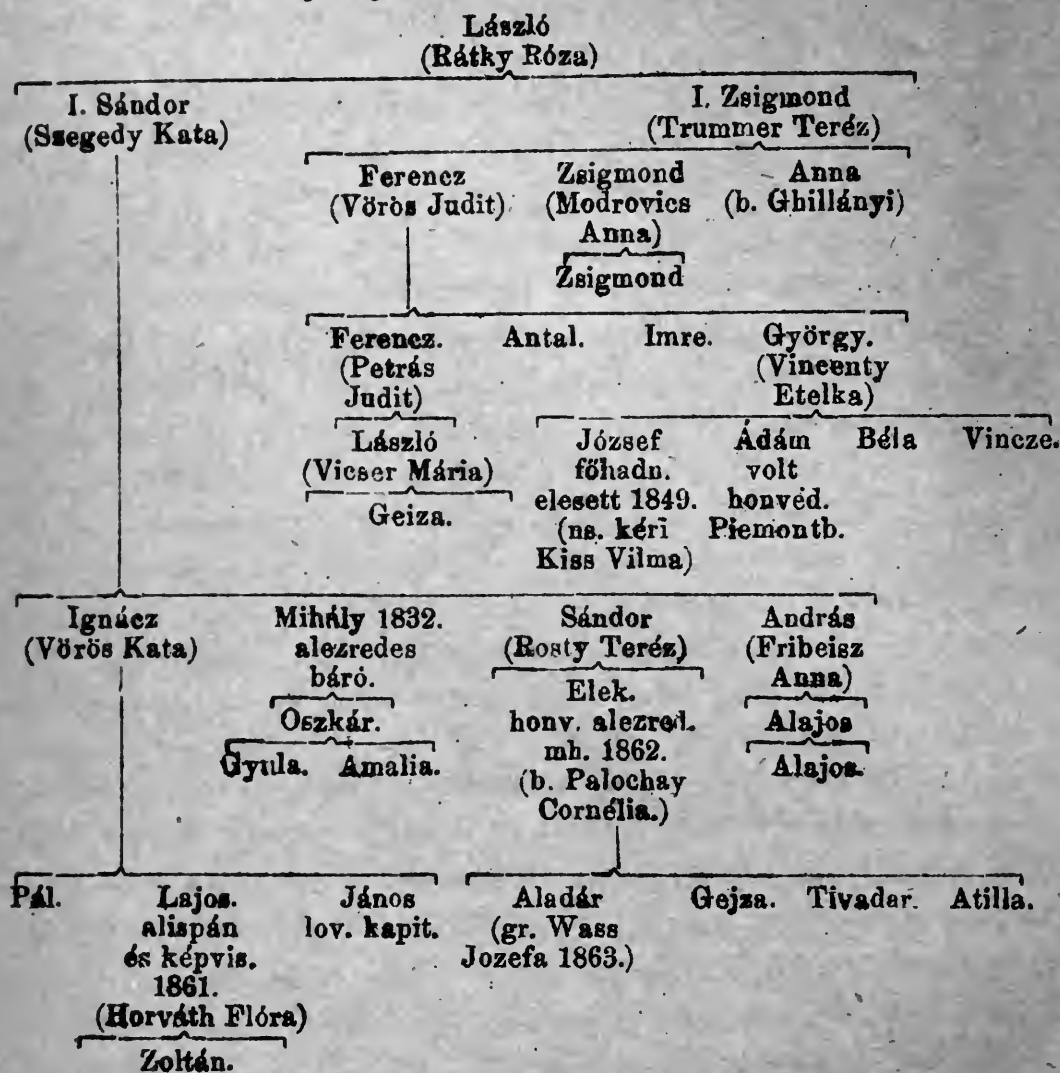 László
(Rátky Róza)
I. Sándor I. Zsigmond
(Szegedy Kata) (Trummer Teréz)
Ferencz Zsigmond Anna
(Vörös Judit) (Modrovics (b. Ghillányi)
Anna)
Zsigmond
Ferencz. Antal. Imre. György.
(Petrás (Vincenty
Judit) Etelka)
László József Ádám Béla Vincze.
(Vicser Mária) főhadn. volt
Geiza. elesett 1849. honvéd.
(ns. kéri Piemontb.
Kiss Vilma)
Ignácz Mihály 1832. Sándor András
(Vörös Kata) alezredes (Rosty Teréz) (Fribeisz
báró. Elek. Anna)
Oszkár. honv. alezred. Alajos
Gyula. Amalia. mh. 1862. Alajos.
(b. Palochay
Cornélia.)
Pál. Lajos. János Aladár Gejza. Tivadar. Atilla.
alispán lov. kapit. (gr. Wass
és képvis. Jozefa 1863.)
1861.
(Horváth Flóra)
Zoltán.